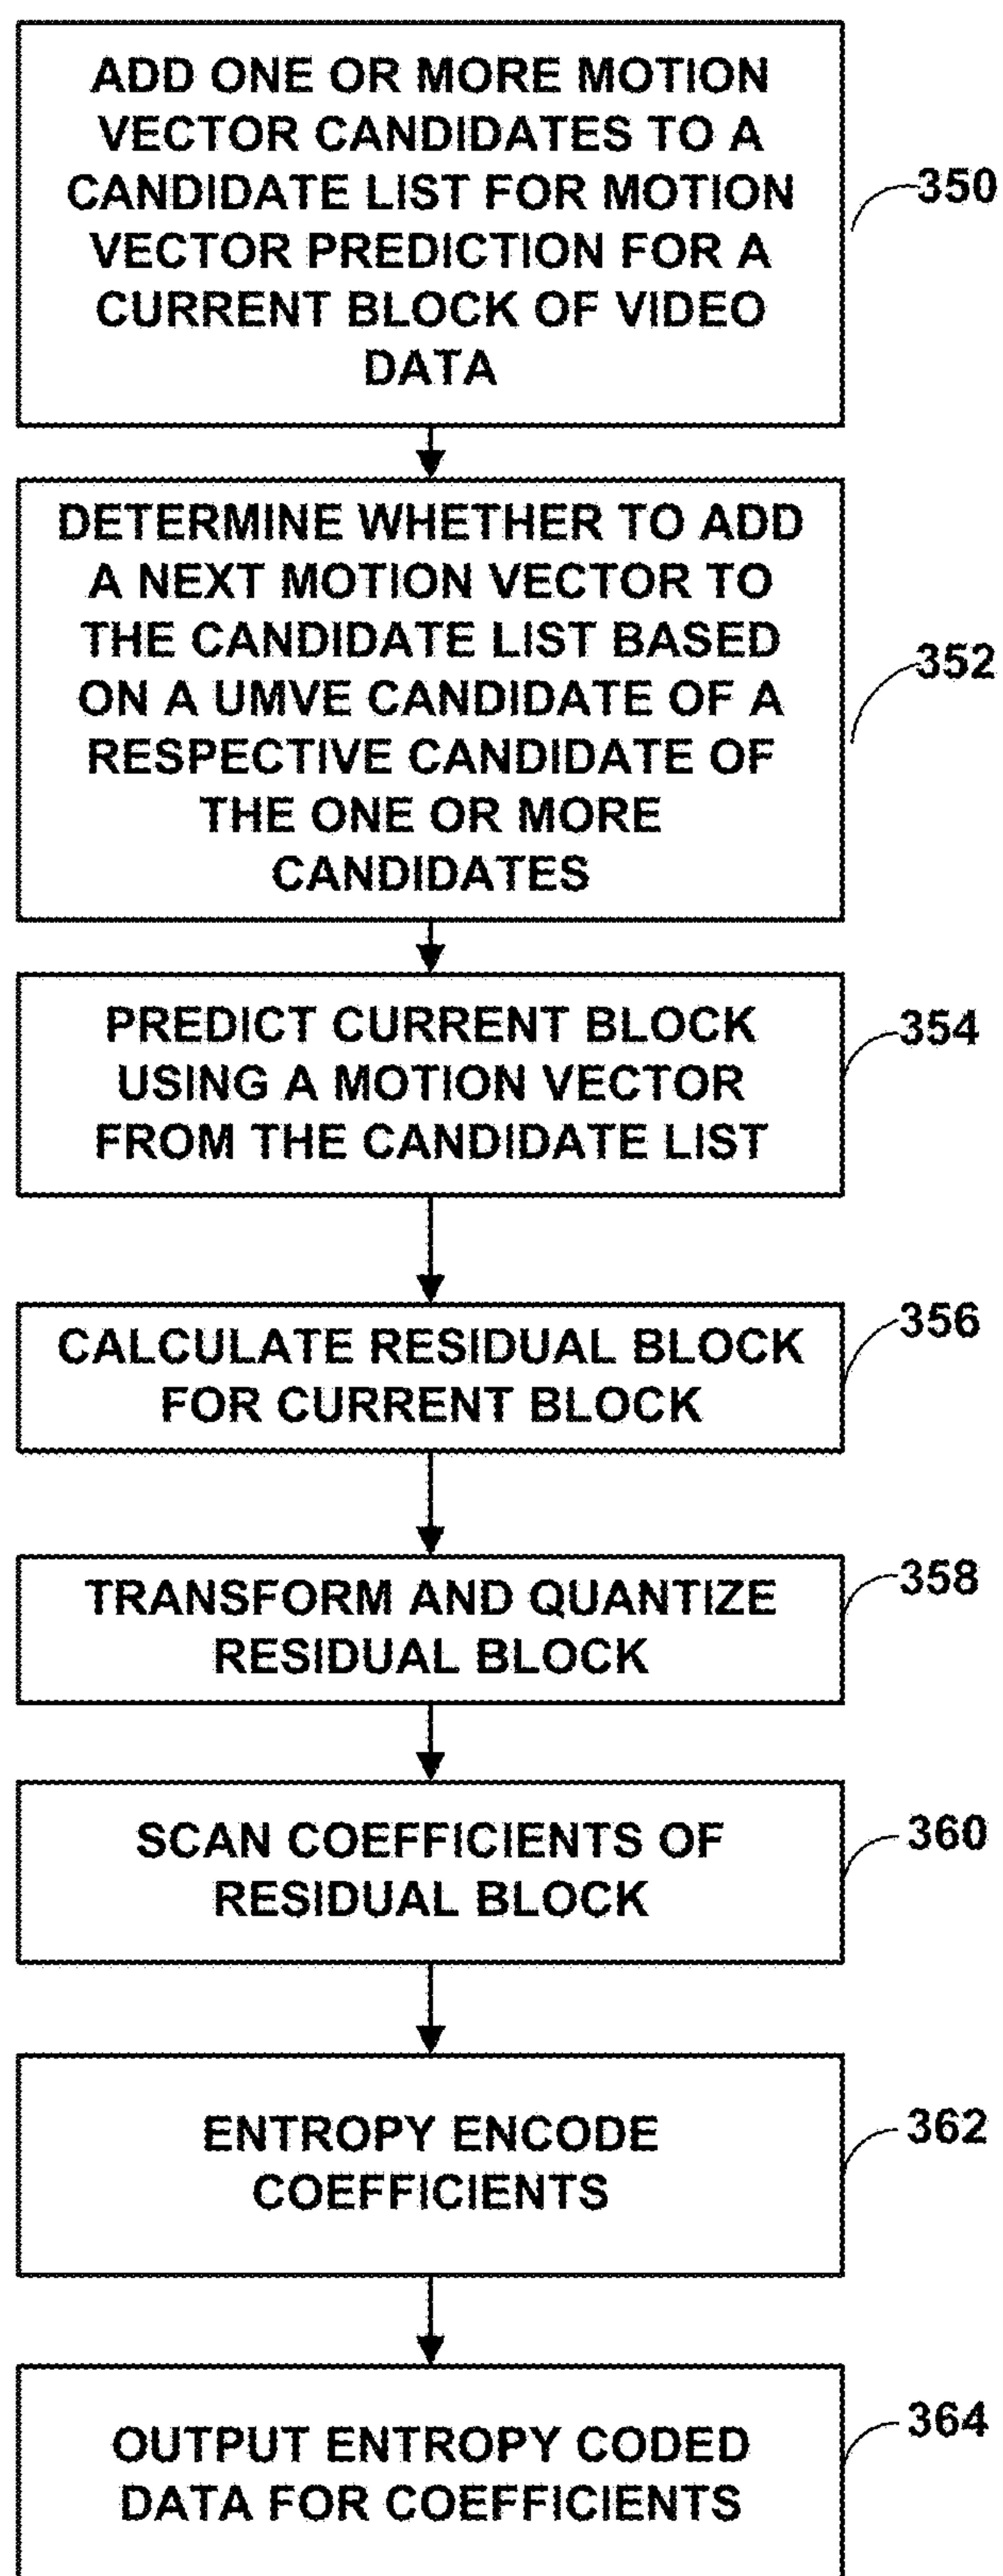 ADD ONE OR MORE MOTION
VECTOR CANDIDATES TO A
CANDIDATE LIST FOR MOTION
VECTOR PREDICTION FOR A
CURRENT BLOCK OF VIDEO
DATA
350
DETERMINE WHETHER TO ADD
A NEXT MOTION VECTOR TO
THE CANDIDATE LIST BASED
ON A UMVE CANDIDATE OF A
RESPECTIVE CANDIDATE OF
THE ONE OR MORE
CANDIDATES
352
PREDICT CURRENT BLOCK
USING A MOTION VECTOR
FROM THE CANDIDATE LIST
354
CALCULATE RESIDUAL BLOCK
FOR CURRENT BLOCK
356
TRANSFORM AND QUANTIZE
RESIDUAL BLOCK
358
SCAN COEFFICIENTS OF
RESIDUAL BLOCK
360
ENTROPY ENCODE
COEFFICIENTS
362
OUTPUT ENTROPY CODED
DATA FOR COEFFICIENTS
364